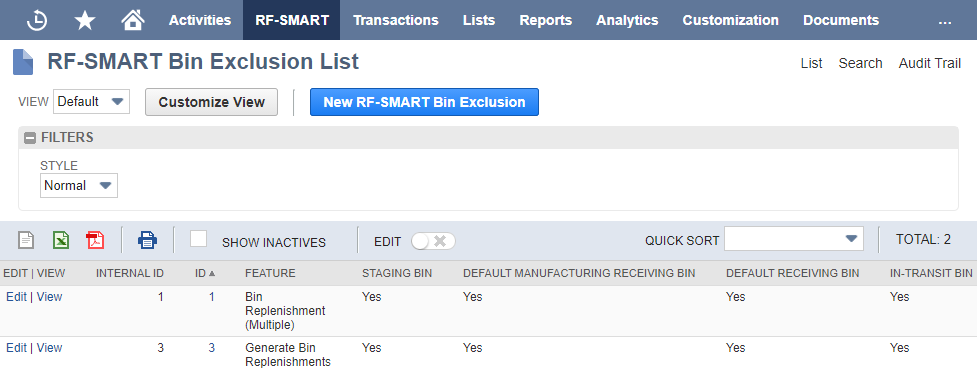 Activities RF-SMART Transactions Lists Reports Analytics Customization Documents ...
RF-SMART Bin Exclusion List List Search Audit Trail
VIEW Default Customize View New RF-SMART Bin Exclusion
FILTERS
STYLE
Normal
SHOW INACTIVES EDIT QUICK SORT TOTAL: 2
EDIT | VIEW INTERNAL ID ID ▲ FEATURE STAGING BIN DEFAULT MANUFACTURING RECEIVING BIN DEFAULT RECEIVING BIN IN-TRANSIT BIN
Edit | View 1 1 Bin Yes Yes Yes Yes
Replenishment
(Multiple)
Edit | View 3 3 Generate Bin Yes Yes Yes Yes
Replenishments